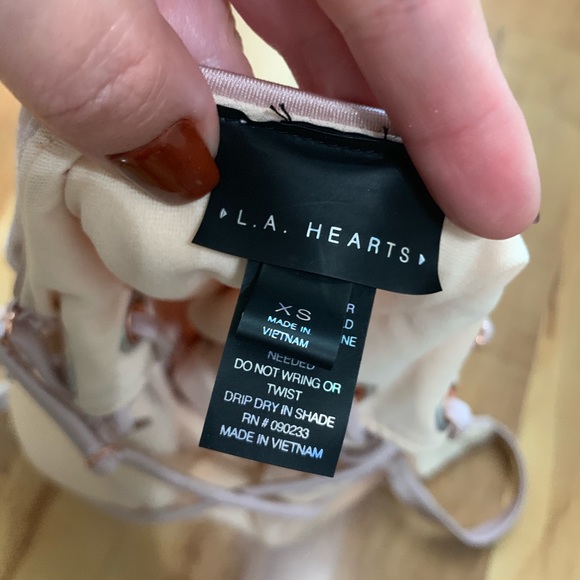 L.A. HEARTS
XS
MADE IN
VIETNAM
R
D
NE
NEEDED
DO NOT WRING OR
TWIST
DRIP DRY IN SHADE
RN # 090233
MADE IN VIETNAM